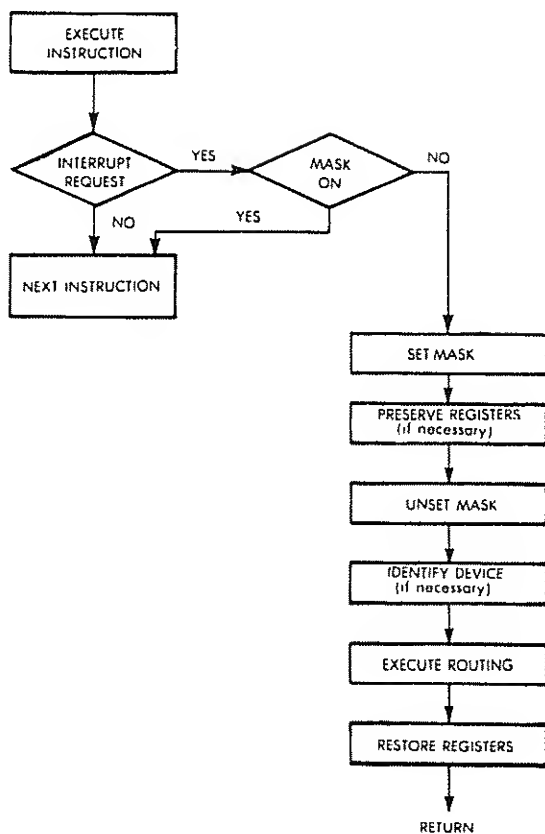 EXECUTE
INSTRUCTION
INTERRUPT
REQUEST
YES
MASK
ON
NO
NO
YES
NEXT INSTRUCTION
SET MASK
PRESERVE REGISTERS
(if necessary)
UNSET MASK
IDENTIFY DEVICE
(if necessary)
EXECUTE ROUTING
RESTORE REGISTERS
RETURN